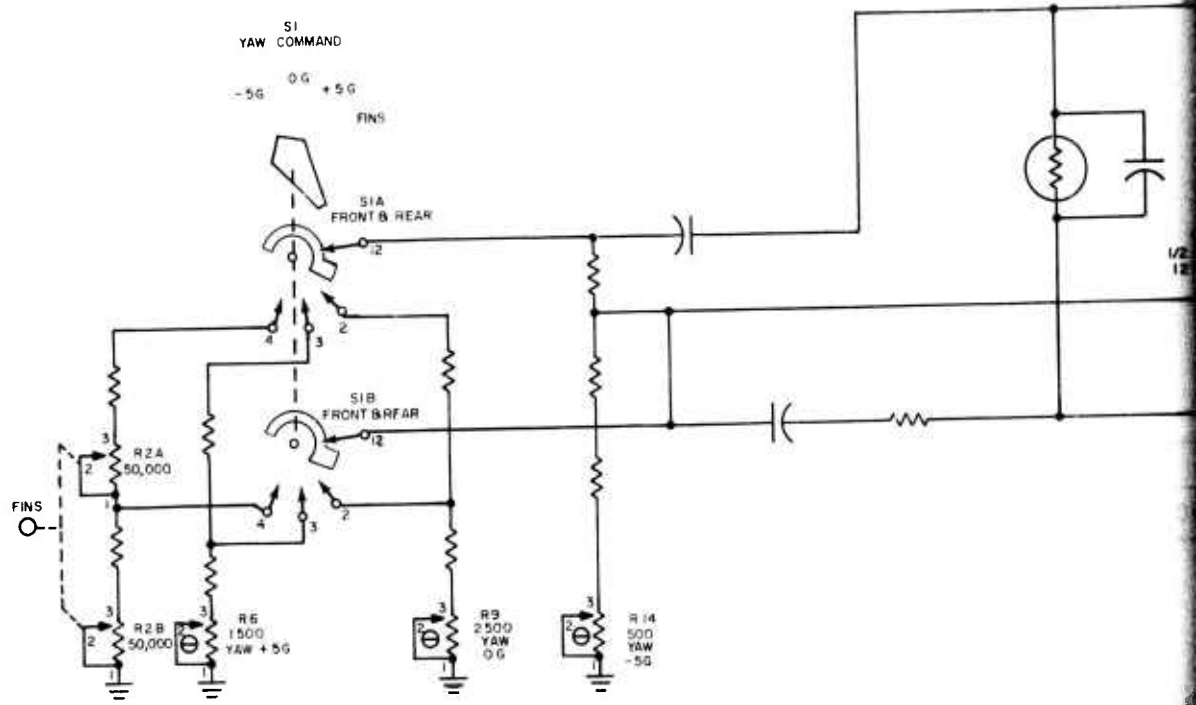 S1
YAW COMMAND
-5G
0G
+5G
FINS
S1A
FRONT & REAR
12
4
3
2
S1B
FRONT & REAR
12
4
3
2
3
R2A
50,000
2
1
FINS
3
R2B
50,000
2
1
3
R6
1500
YAW +5G
2
1
3
R9
2500
YAW
0G
2
1
3
R14
500
YAW
-5G
2
1
1/2
12